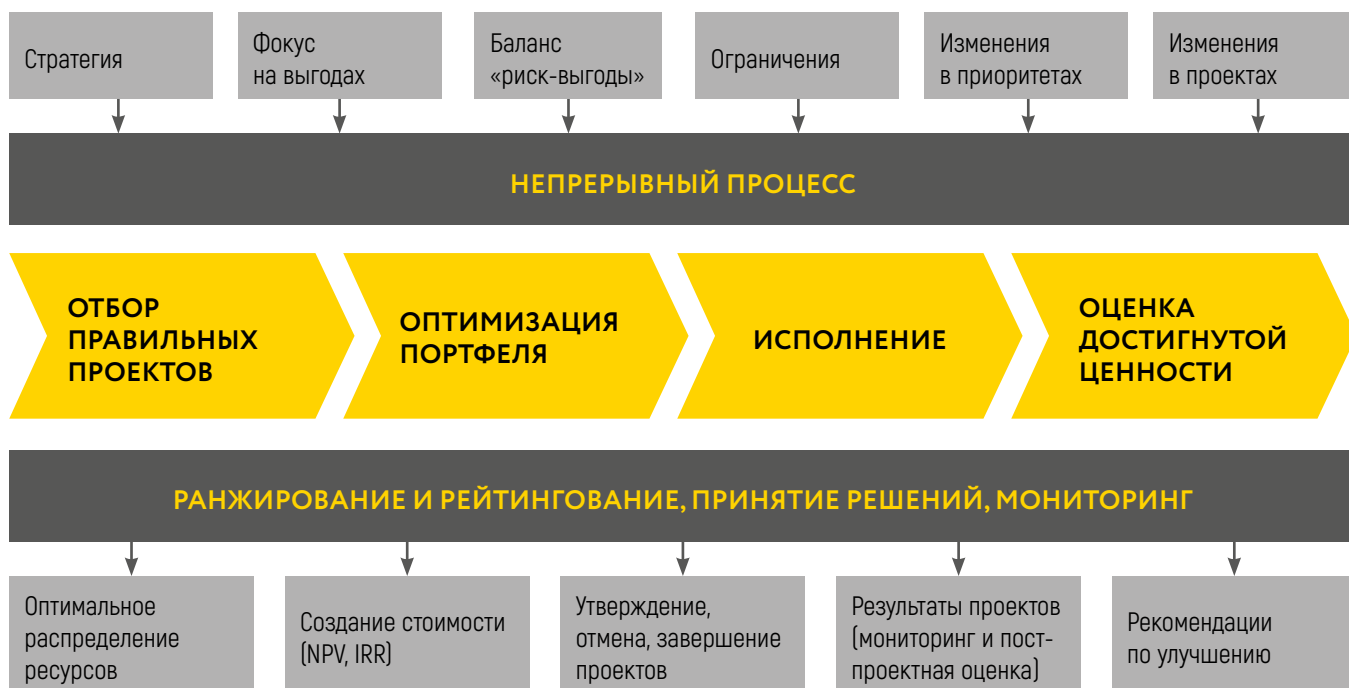 Стратегия
Фокус
на выгодах
Баланс
«риск-выгоды»
Ограничения
Изменения
в приоритетах
Изменения
в проектах
НЕПРЕРЫВНЫЙ ПРОЦЕСС
ОТБОР
ПРАВИЛЬНЫХ
ПРОЕКТОВ
ОПТИМИЗАЦИЯ
ПОРТФЕЛЯ
ИСПОЛНЕНИЕ
ОЦЕНКА
ДОСТИГНУТОЙ
ЦЕННОСТИ
РАНЖИРОВАНИЕ И РЕЙТИНГОВАНИЕ, ПРИНЯТИЕ РЕШЕНИЙ, МОНИТОРИНГ
Оптимальное
распределение
ресурсов
Создание стоимости
(NPV, IRR)
Утверждение,
отмена, завершение
проектов
Результаты проектов
(мониторинг и пост-
проектная оценка)
Рекомендации
по улучшению